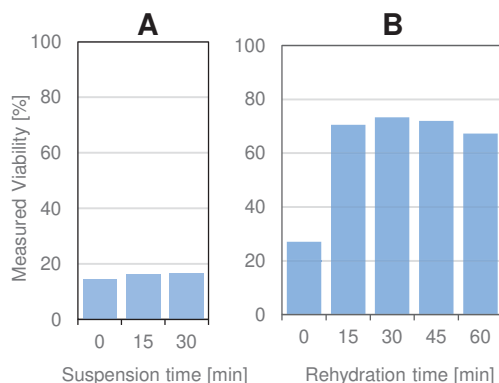 A
B
Measured Viability [%]
100
80
60
40
20
0
0 15 30
Suspension time [min]
100
80
60
40
20
0
0 15 30 45 60
Rehydration time [min]